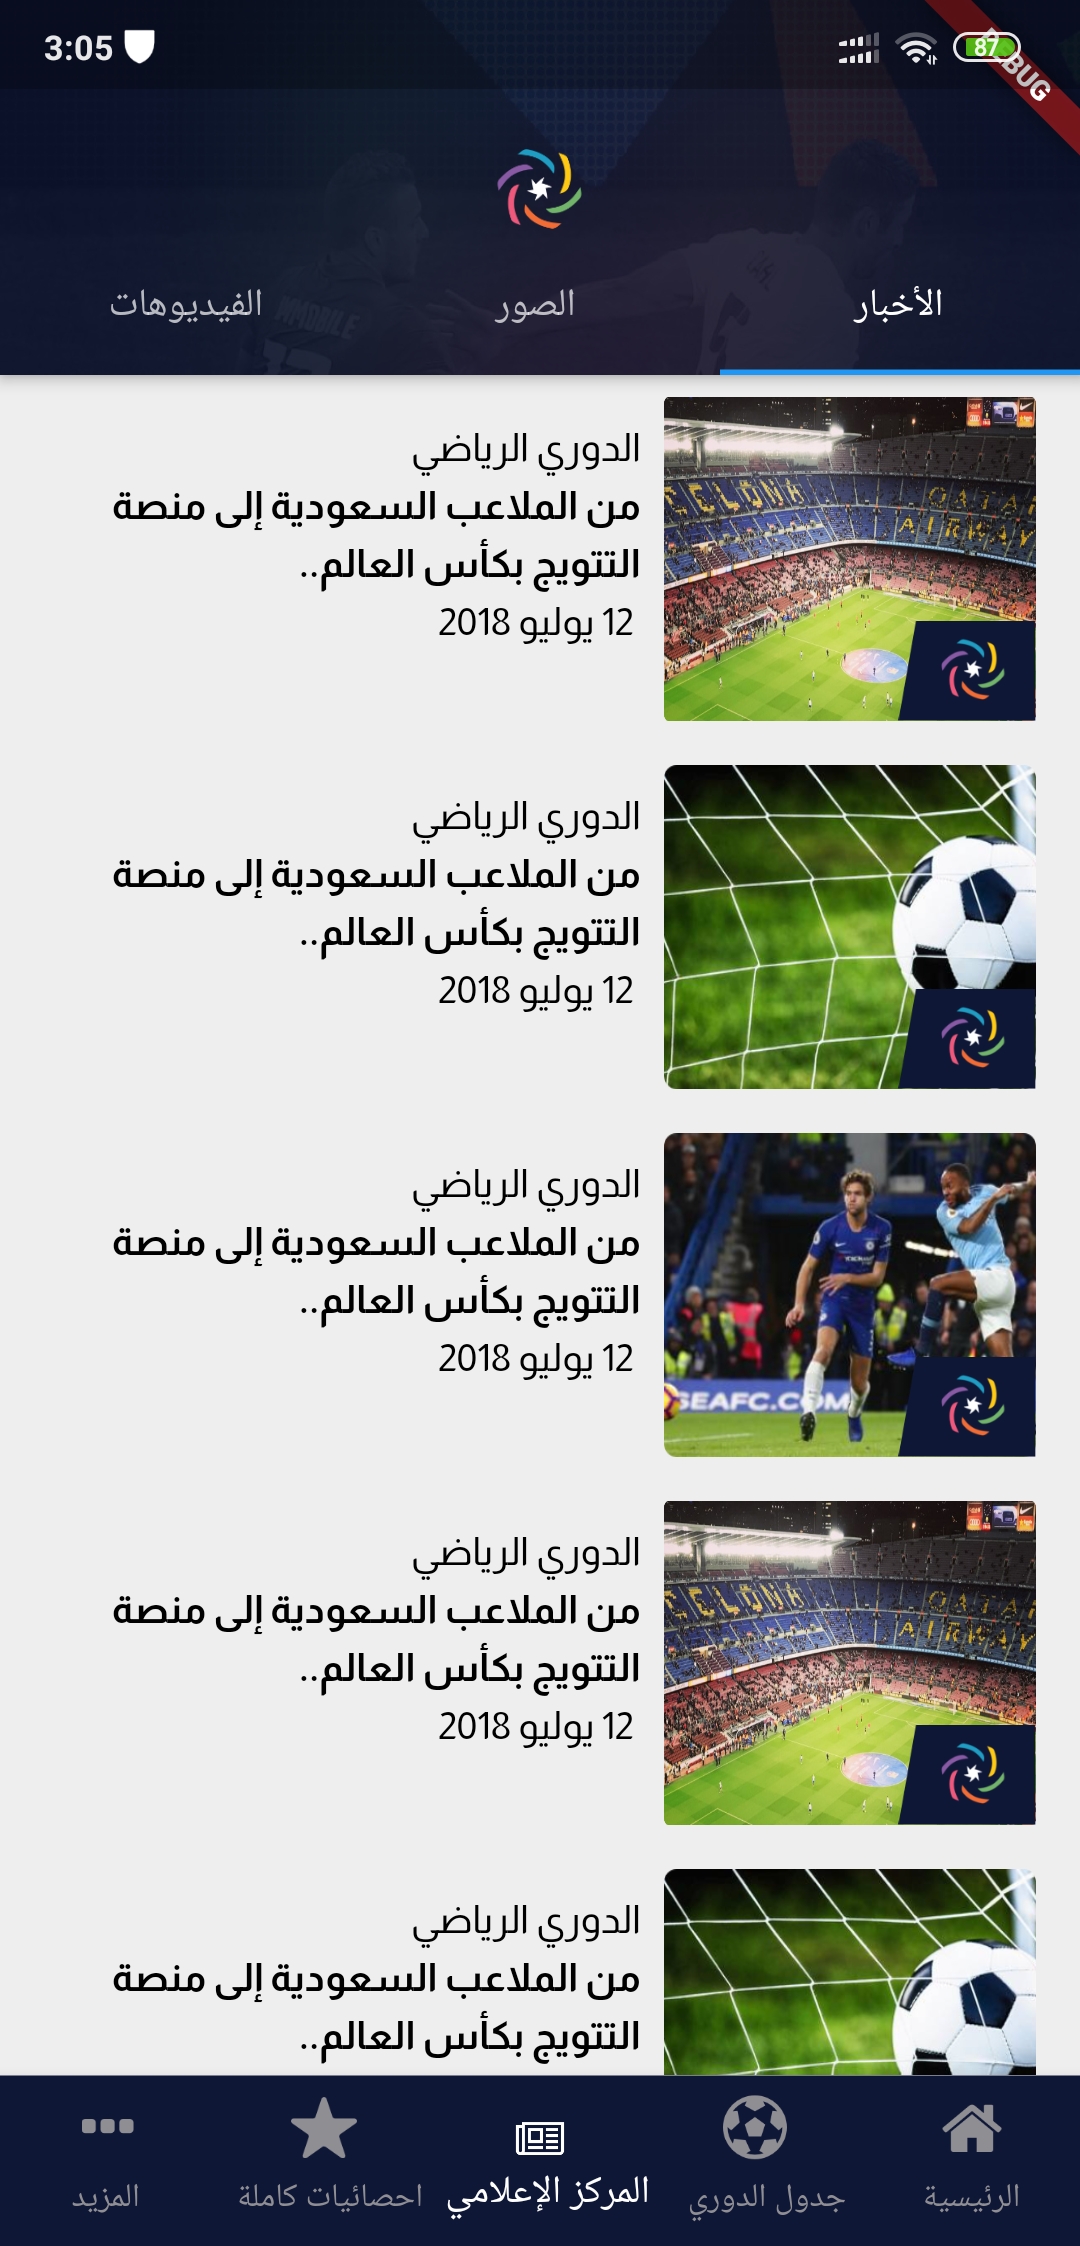 3:05
87
BUG
الأخبار
الصور
الفيديوهات
الدوري الرياضي
من الملاعب السعودية إلى منصة
التتويج بكأس العالم..
12 يوليو 2018
الدوري الرياضي
من الملاعب السعودية إلى منصة
التتويج بكأس العالم..
12 يوليو 2018
SEAFC.COM
الدوري الرياضي
من الملاعب السعودية إلى منصة
التتويج بكأس العالم..
12 يوليو 2018
الدوري الرياضي
من الملاعب السعودية إلى منصة
التتويج بكأس العالم..
12 يوليو 2018
الدوري الرياضي
من الملاعب السعودية إلى منصة
التتويج بكأس العالم..
الرئيسية
جدول الدوري
المركز الإعلامي
احصائيات كاملة
المزيد